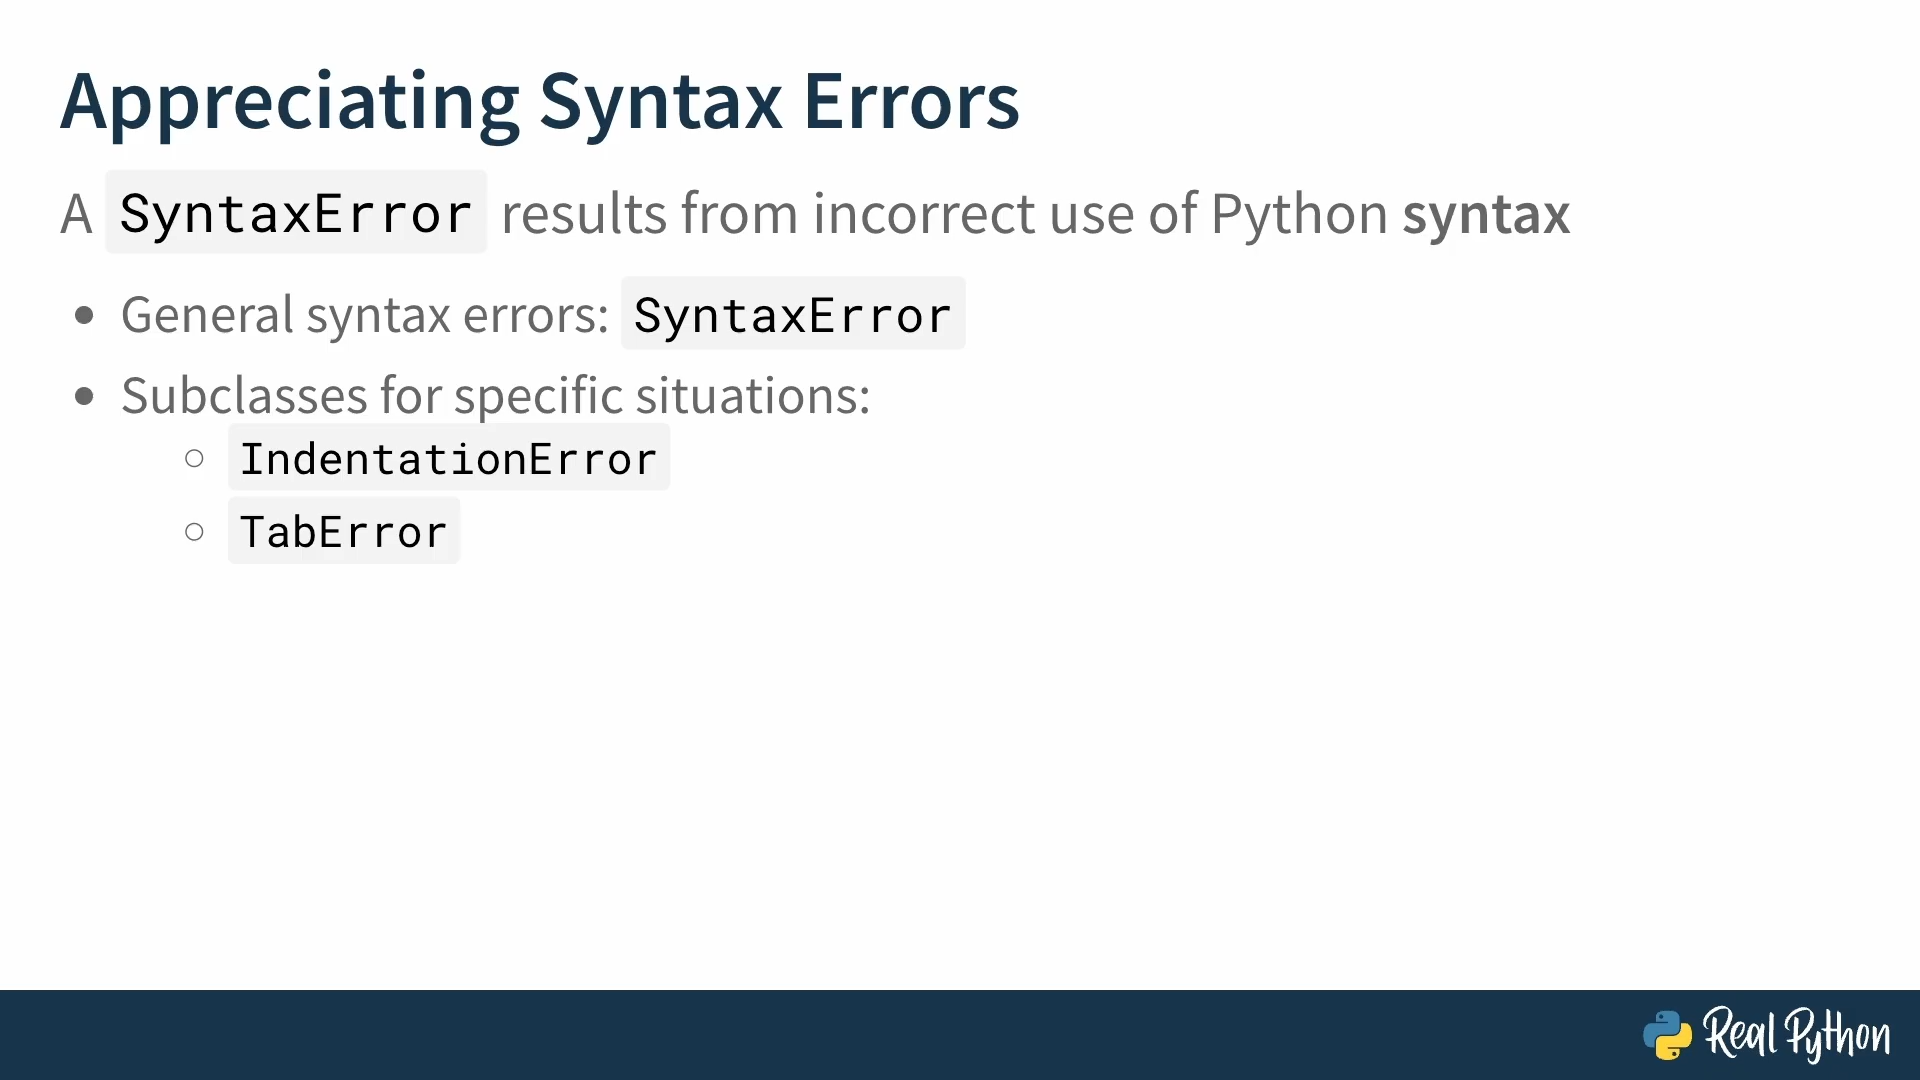 Appreciating Syntax Errors
A SyntaxError results from incorrect use of Python syntax
• General syntax errors: SyntaxError
• Subclasses for specific situations:
○ IndentationError
○ TabError
Real Python